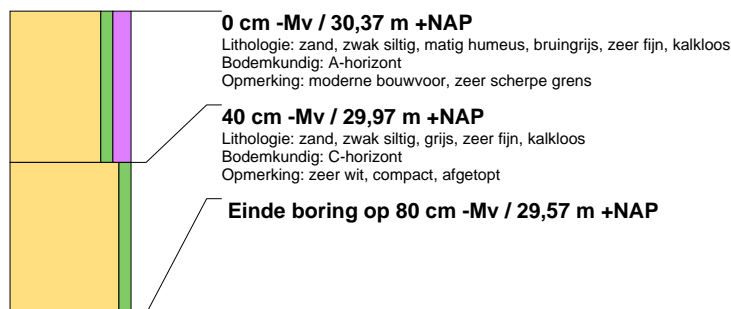 0 cm -Mv / 30,37 m +NAP
Lithologie: zand, zwak siltig, matig humeus, bruingrijs, zeer fijn, kalkloos
Bodemkundig: A-horizont
Opmerking: moderne bouwvoor, zeer scherpe grens
40 cm -Mv / 29,97 m +NAP
Lithologie: zand, zwak siltig, grijs, zeer fijn, kalkloos
Bodemkundig: C-horizont
Opmerking: zeer wit, compact, afgetopt
Einde boring op 80 cm -Mv / 29,57 m +NAP